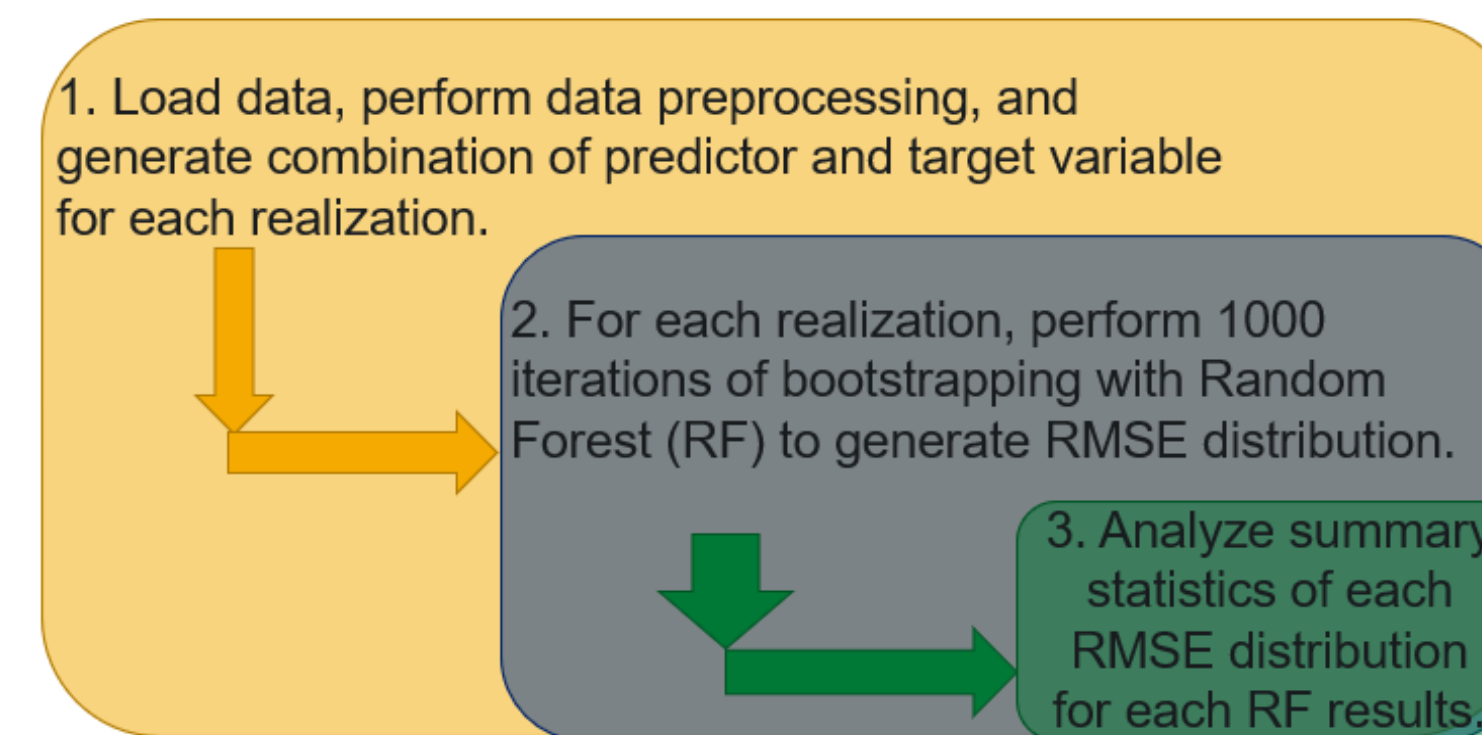 1. Load data, perform data preprocessing, and
generate combination of predictor and target variable
for each realization.
2. For each realization, perform 1000
iterations of bootstrapping with Random
Forest (RF) to generate RMSE distribution.
3. Analyze summary
statistics of each
RMSE distribution
for each RF results.